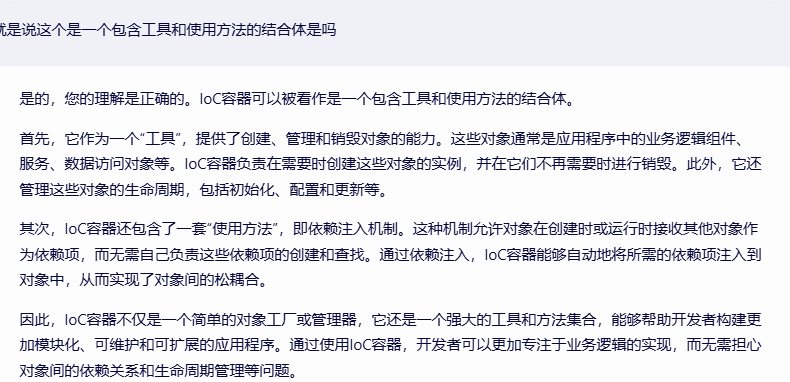 就是说这个是一个包含工具和使用方法的结合体是吗
是的，您的理解是正确的。IoC容器可以被看作是一个包含工具和使用方法的结合体。
首先，它作为一个“工具”，提供了创建、管理和销毁对象的能力。这些对象通常是应用程序中的业务逻辑组件、
服务、数据访问对象等。IoC容器负责在需要时创建这些对象的实例，并在它们不再需要时进行销毁。此外，它还
管理这些对象的生命周期，包括初始化、配置和更新等。
其次，IoC容器还包含了一套“使用方法”，即依赖注入机制。这种机制允许对象在创建时或运行时接收其他对象作
为依赖项，而无需自己负责这些依赖项的创建和查找。通过依赖注入，IoC容器能够自动地将所需的依赖项注入到
对象中，从而实现了对象间的松耦合。
因此，IoC容器不仅是一个简单的对象工厂或管理器，它还是一个强大的工具和方法集合，能够帮助开发者构建更
加模块化、可维护和可扩展的应用程序。通过使用IoC容器，开发者可以更加专注于业务逻辑的实现，而无需担心
对象间的依赖关系和生命周期管理等问题。